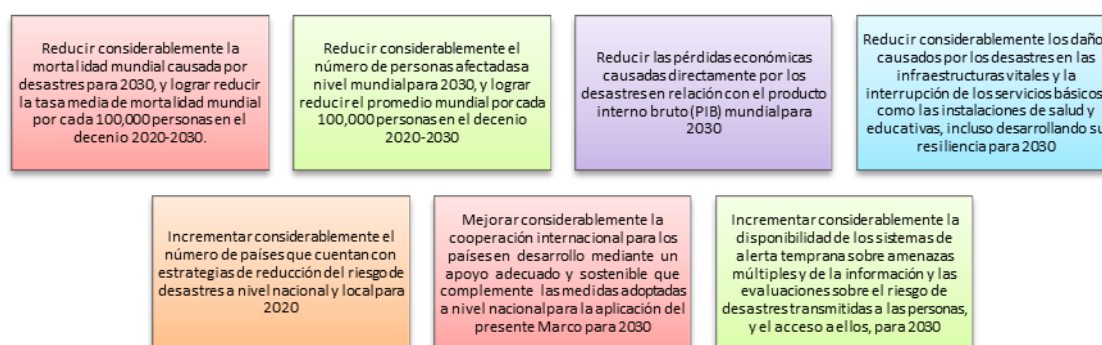 Reducir considerablemente la
mortalidad mundial causada por
desastres para 2030, y lograr reducir
la tasa media de mortalidad mundial
por cada 100,000 personas en el
decenio 2020-2030.
Reducir considerablemente el
número de personas afectadas a
nivel mundial para 2030, y lograr
reducir el promedio mundial por cada
100,000 personas en el decenio
2020-2030
Reducir las pérdidas económicas
causadas directamente por los
desastres en relación con el producto
interno bruto (PIB) mundial para
2030
Reducir considerablemente los daño
causados por los desastres en las
infraestructuras vitales y la
interrupción de los servicios básicos
como las instalaciones de salud y
educativas, incluso desarrollando su
resiliencia para 2030
Incrementar considerablemente el
número de países que cuentan con
estrategias de reducción del riesgo de
desastres a nivel nacional y local para
2020
Mejorar considerablemente la
cooperación internacional para los
países en desarrollo mediante un
apoyo adecuado y sostenible que
complemente las medidas adoptadas
a nivel nacional para la aplicación del
presente Marco para 2030
Incrementar considerablemente la
disponibilidad de los sistemas de
alerta temprana sobre amenazas
múltiples y de la información y las
evaluaciones sobre el riesgo de
desastres transmitidas a las personas,
y el acceso a ellos, para 2030